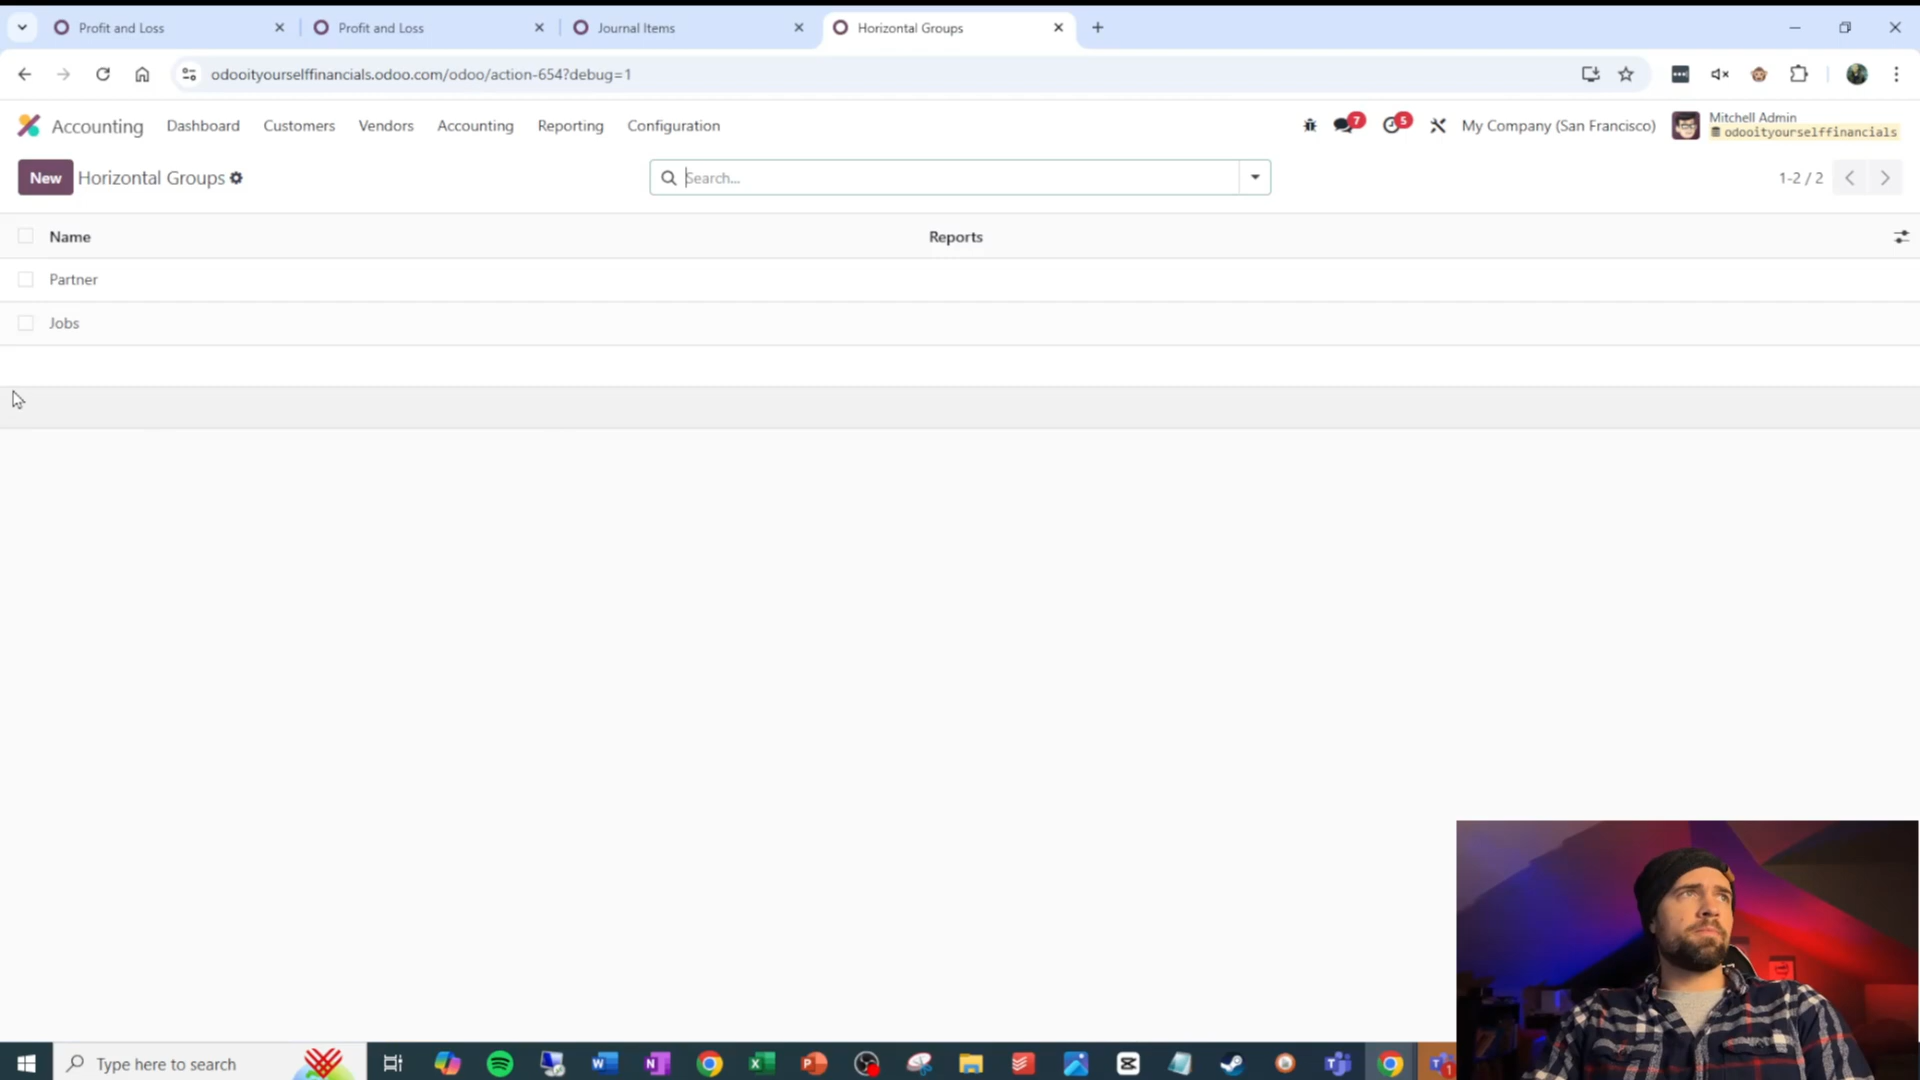 Profit and Loss
Profit and Loss
Journal Items
Horizontal Groups
odooityourselffinancials.odoo.com/odoo/action-654?debug=1
Accounting Dashboard Customers Vendors Accounting Reporting Configuration
7
5
My Company (San Francisco)
Mitchell Admin
odooityourselffinancials
New Horizontal Groups
Search...
1-2 / 2
Name Reports
Partner
Jobs
Type here to search